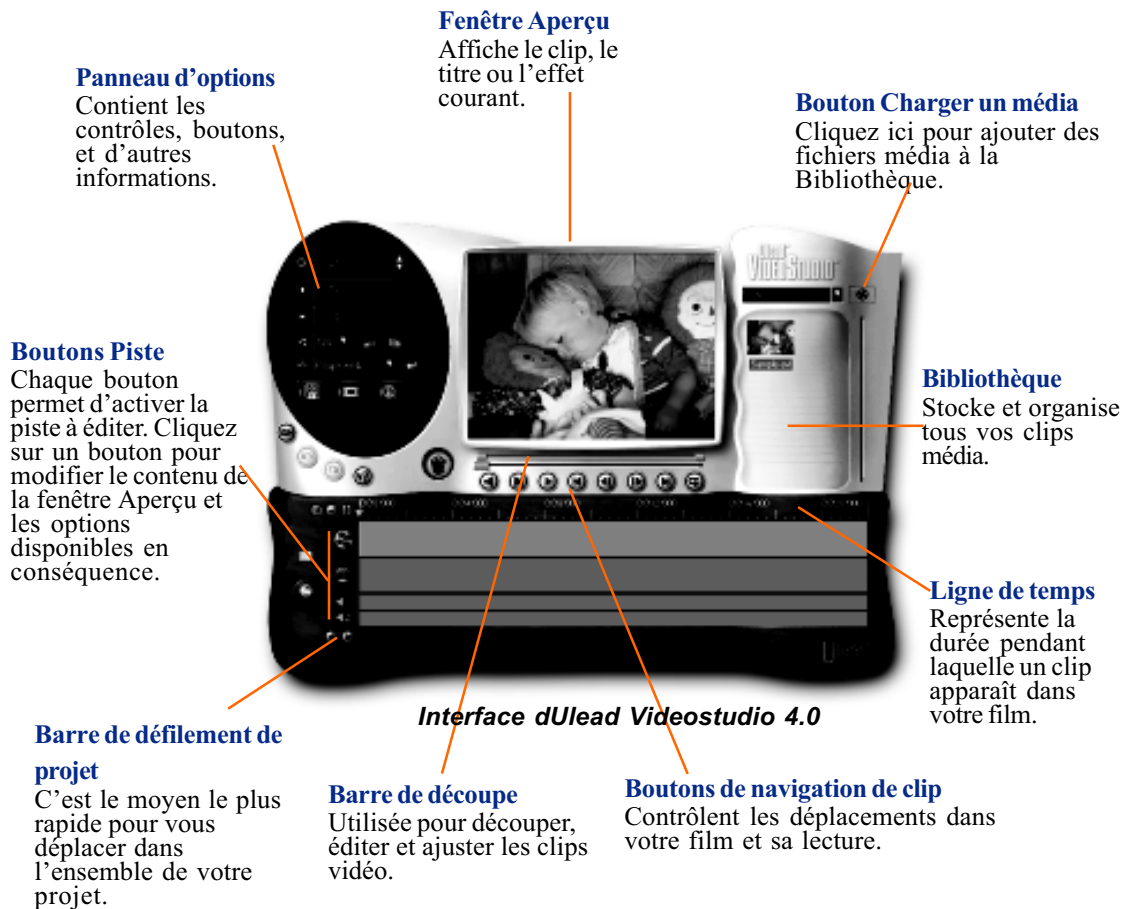 Fenêtre Aperçu
Affiche le clip, le
titre ou l’effet
courant.
Panneau d’options
Contient les
contrôles, boutons,
et d’autres
informations.
Bouton Charger un média
Cliquez ici pour ajouter des
fichiers média à la
Bibliothèque.
VIDEOSTUDIO
Boutons Piste
Chaque bouton
permet d’activer la
piste à éditer. Cliquez
sur un bouton pour
modifier le contenu de
la fenêtre Aperçu et
les options
disponibles en
conséquence.
Bibliothèque
Stocke et organise
tous vos clips
média.
Ligne de temps
Représente la
durée pendant
laquelle un clip
apparaît dans
votre film.
Interface dUlead Videostudio 4.0
Barre de défilement de
projet
C’est le moyen le plus
rapide pour vous
déplacer dans
l’ensemble de votre
projet.
Barre de découpe
Utilisée pour découper,
éditer et ajuster les clips
vidéo.
Boutons de navigation de clip
Contrôlent les déplacements dans
votre film et sa lecture.